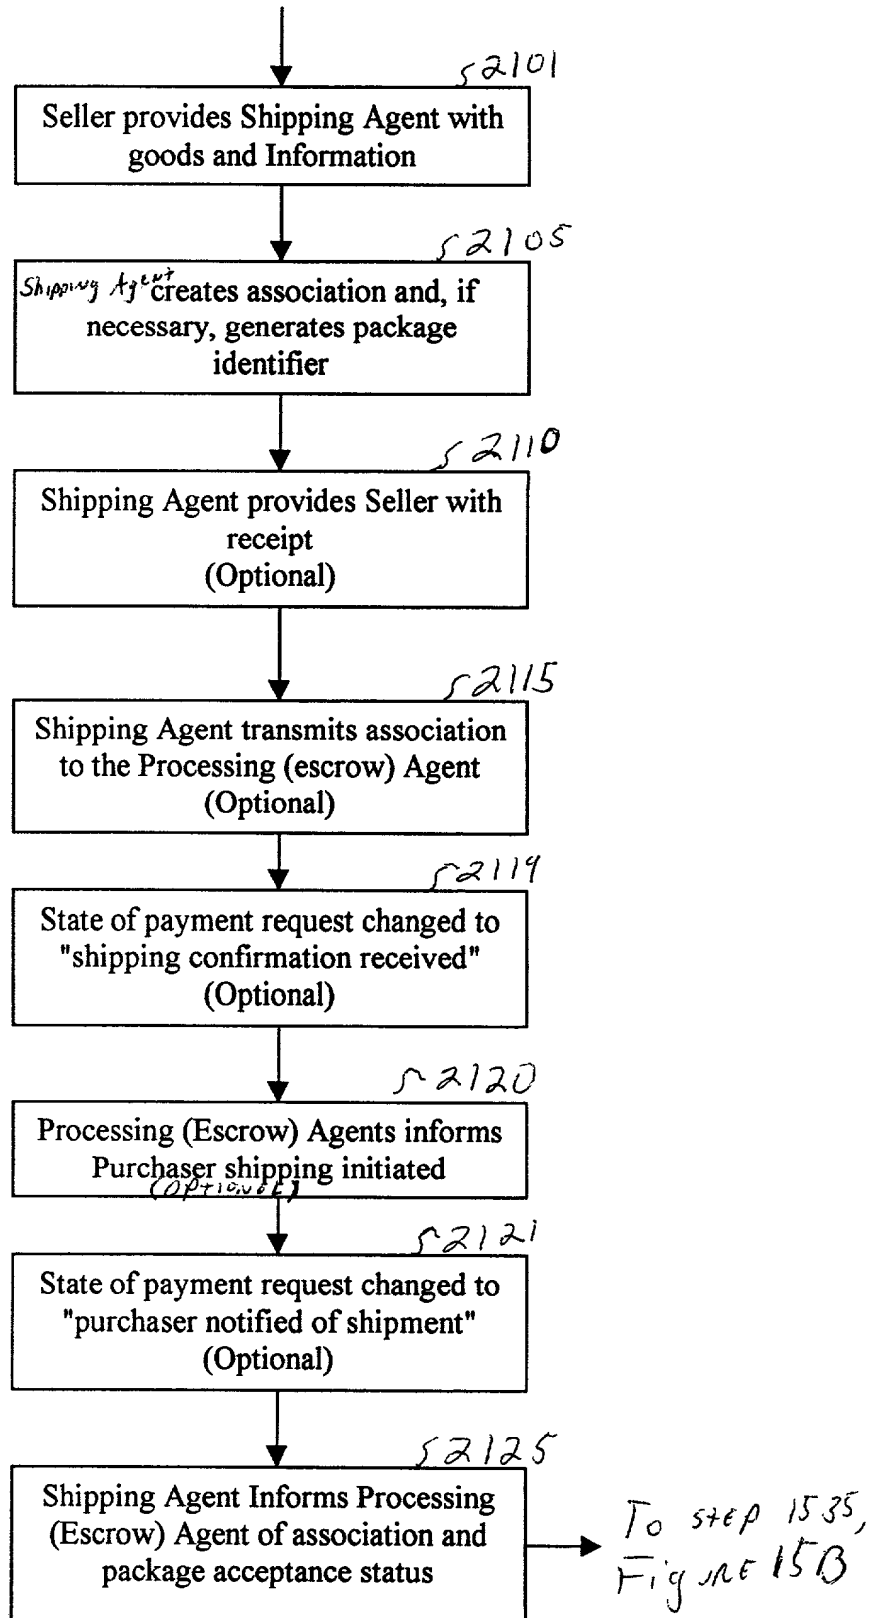 S2101
Seller provides Shipping Agent with
goods and Information
S2105
Shipping Agent creates association and, if
necessary, generates package
identifier
S2110
Shipping Agent provides Seller with
receipt
(Optional)
S2115
Shipping Agent transmits association
to the Processing (escrow) Agent
(Optional)
S2119
State of payment request changed to
"shipping confirmation received"
(Optional)
S2120
Processing (Escrow) Agents informs
Purchaser shipping initiated
(Optional)
S2121
State of payment request changed to
"purchaser notified of shipment"
(Optional)
S2125
Shipping Agent Informs Processing
(Escrow) Agent of association and
package acceptance status
To step 1535,
Figure 15B